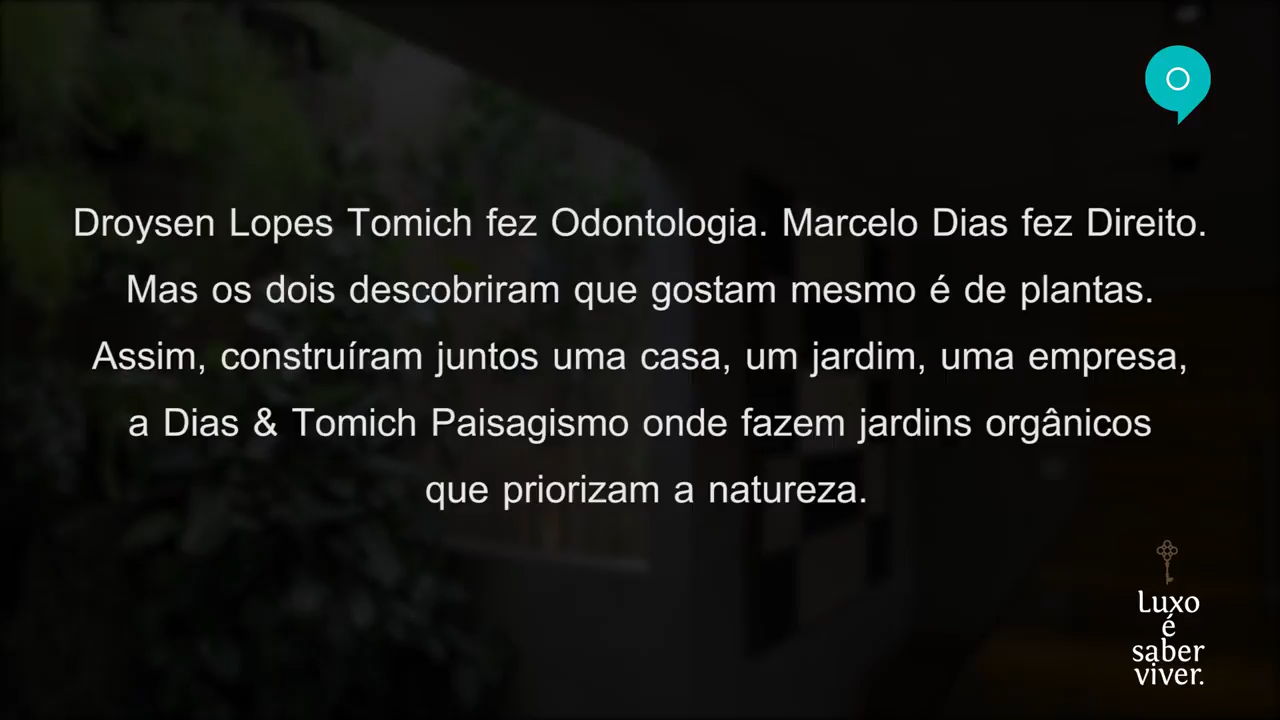 Droysen Lopes Tomich fez Odontologia. Marcelo Dias fez Direito.
Mas os dois descobriram que gostam mesmo é de plantas.
Assim, construíram juntos uma casa, um jardim, uma empresa,
a Dias & Tomich Paisagismo onde fazem jardins orgânicos
que priorizam a natureza.
Luxo
é
saber
viver.